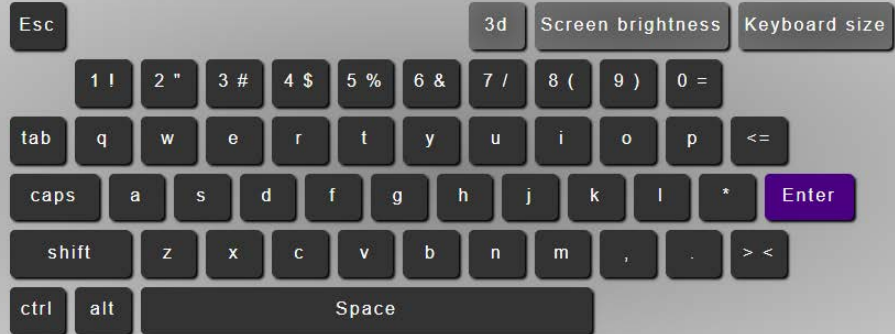 Esc 3d Screen brightness Keyboard size
1 ! 2 " 3 # 4 $ 5 % 6 & 7 / 8 ( 9 ) 0 =
tab q w e r t y u i o p <=
caps a s d f g h j k l * Enter
shift z x c v b n m , . > <
ctrl alt Space